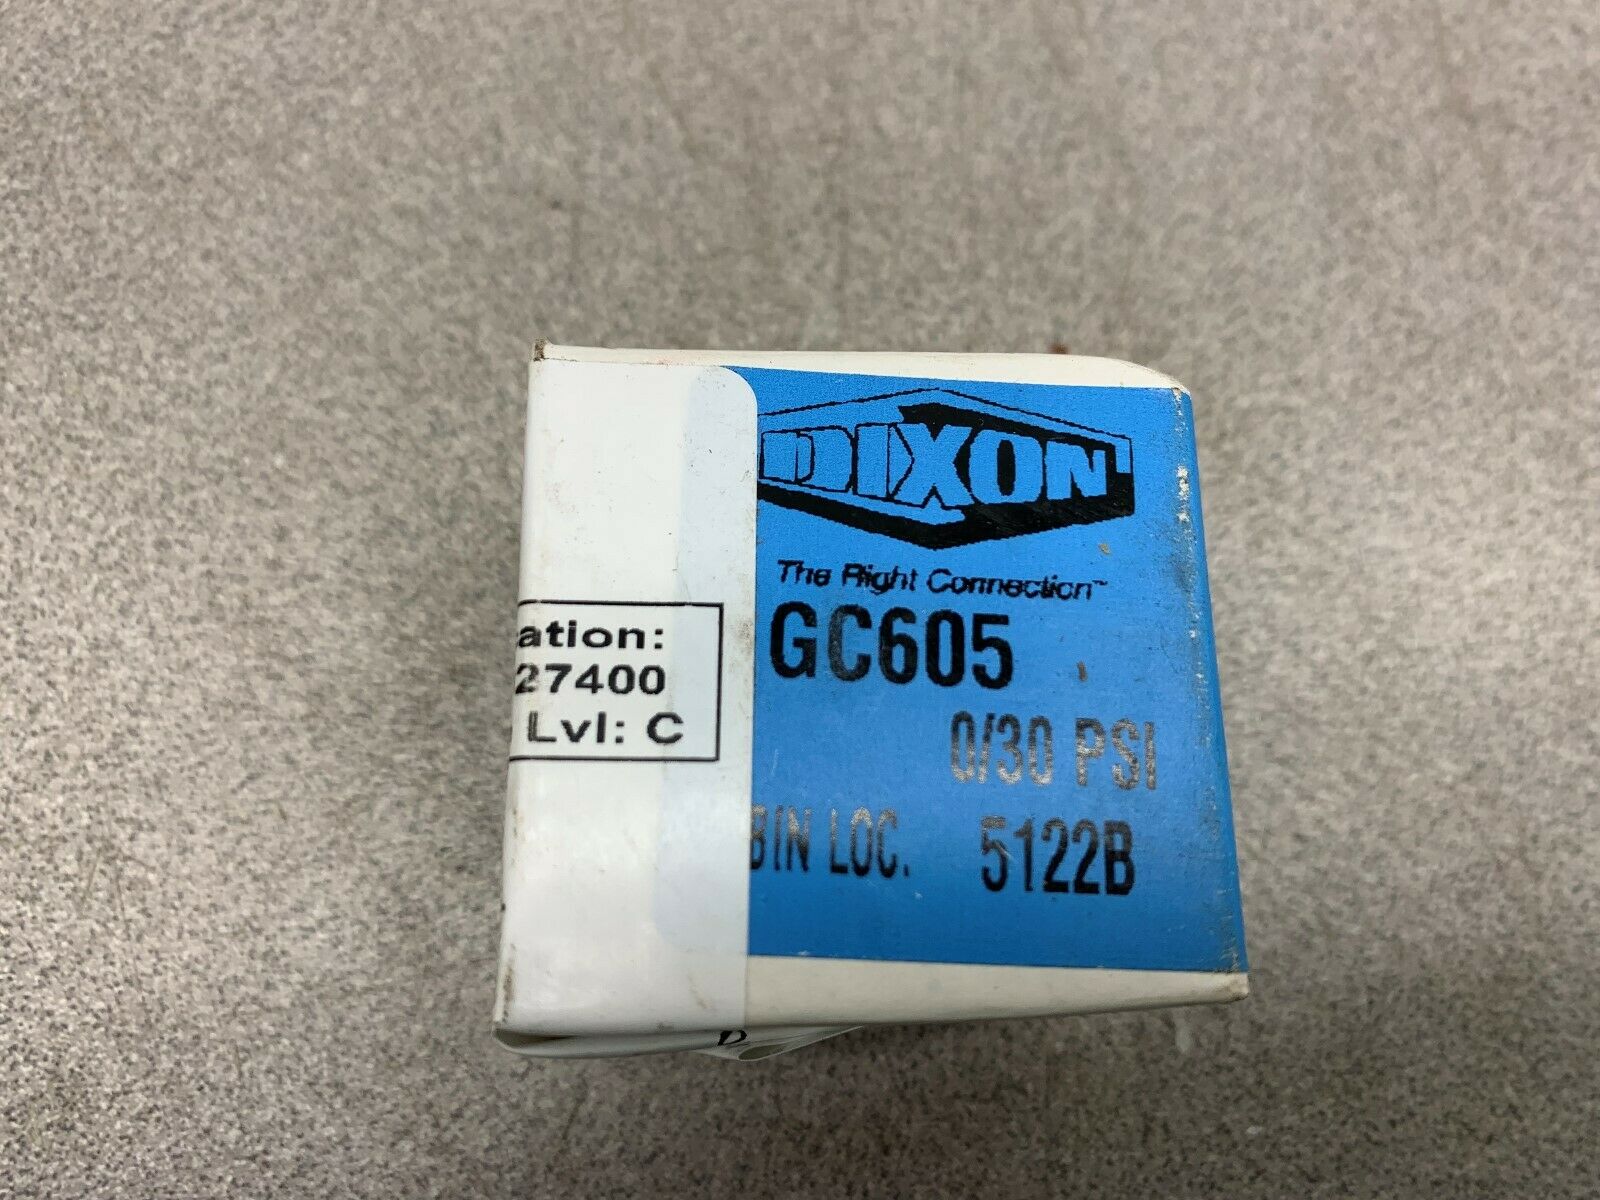 DIXON
The Right Connection™
GC605
0/30 PSI
BIN LOC. 5122B
ation:
27400
Lvl: C
D